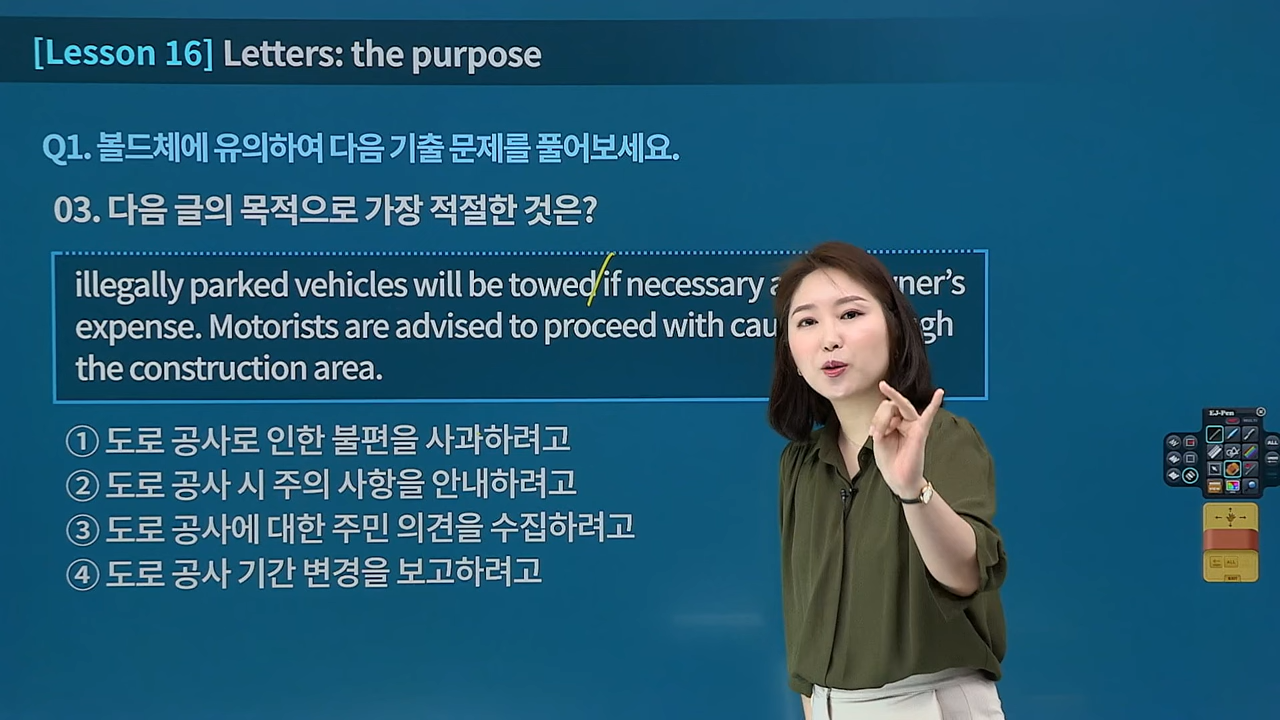 [Lesson 16] Letters: the purpose
Q1. 볼드체에 유의하여 다음 기출 문제를 풀어보세요.
03. 다음 글의 목적으로 가장 적절한 것은?
illegally parked vehicles will be towed if necessary
expense. Motorists are advised to proceed with
the construction area.
① 도로 공사로 인한 불편을 사과하려고
② 도로 공사 시 주의 사항을 안내하려고
③ 도로 공사에 대한 주민 의견을 수집하려고
④ 도로 공사 기간 변경을 보고하려고
EJ-Pen
ALL